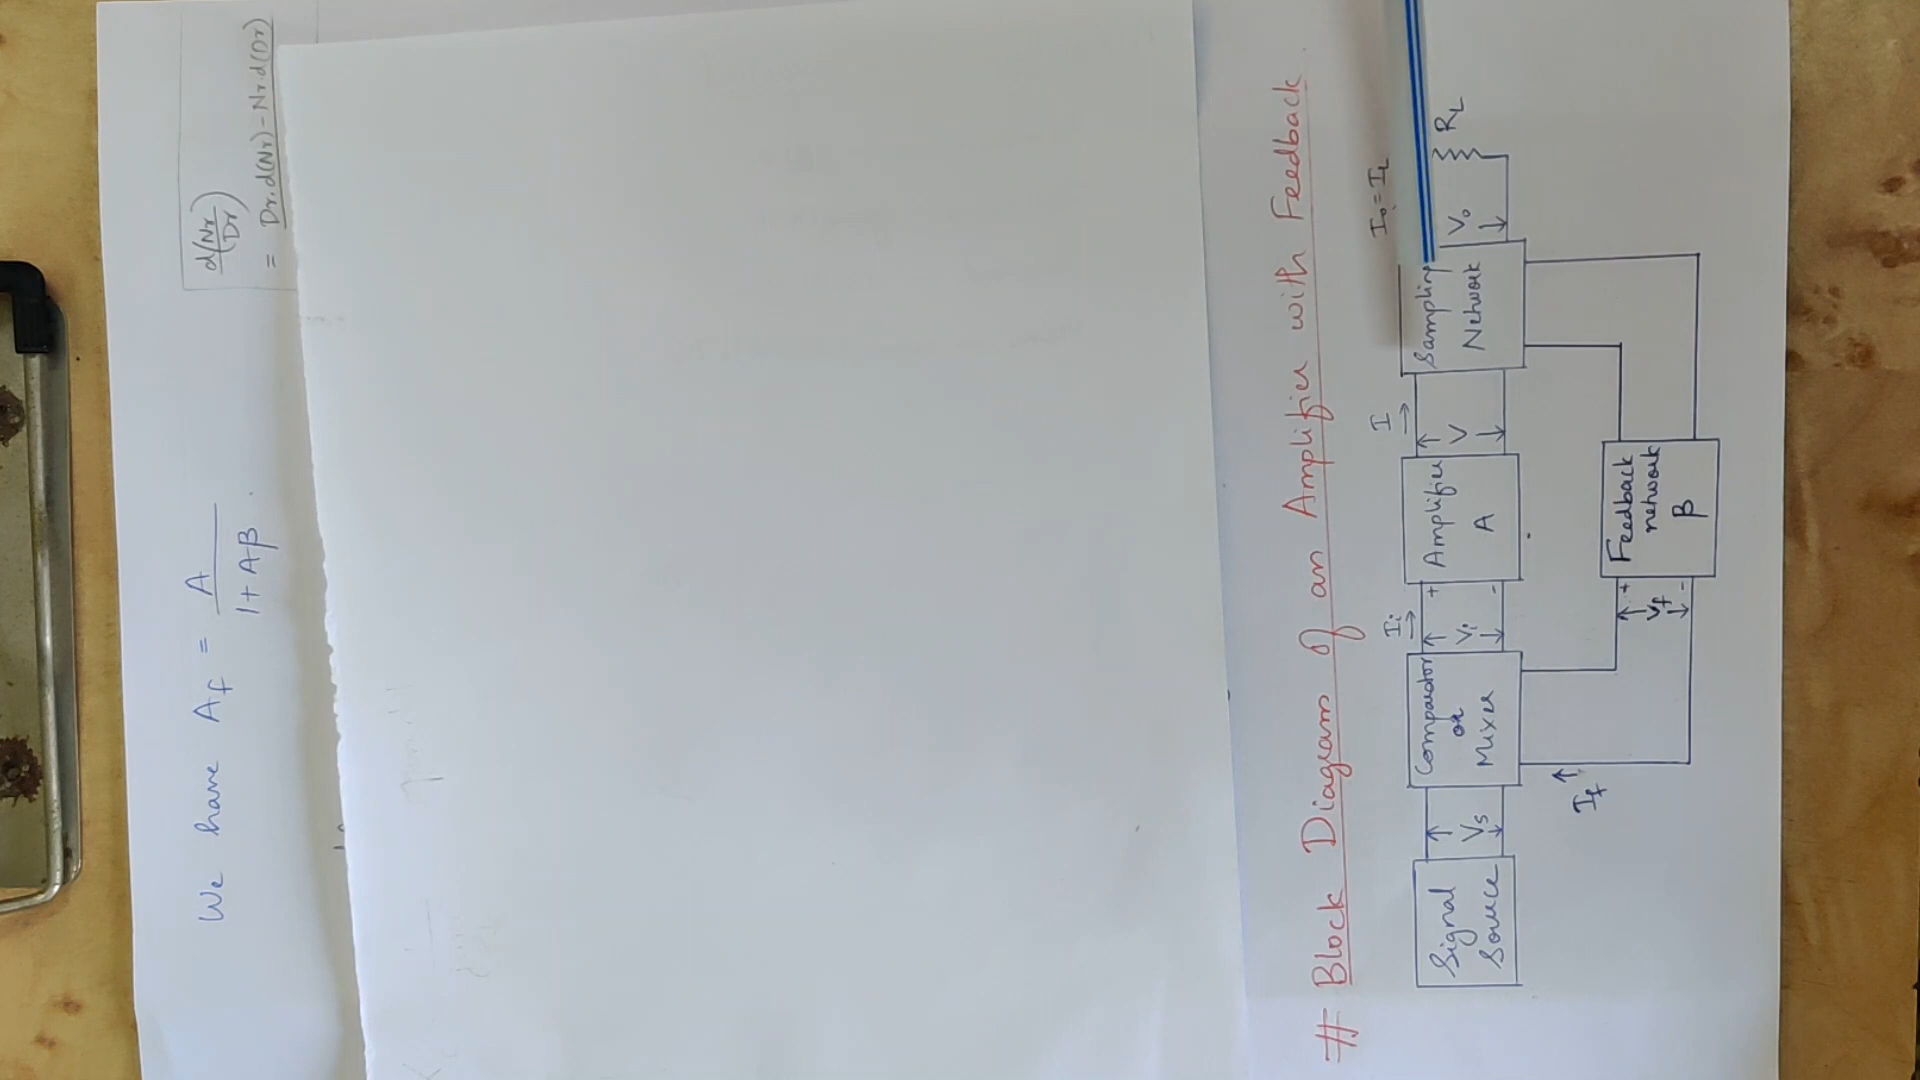 We have Af = A
1 + Aβ .
d(Nr/Dr)
= Dr.d(Nr) - Nr.d(Dr)
# Block Diagram of an Amplifier with Feedback.
Signal
Source
Vs
Comparator
or
Mixer
Ii
+
Vi
-
Amplifier
A
I
V
Sampling
Network
Io = IL
Vo
RL
If
+
Vf
-
Feedback
network
β